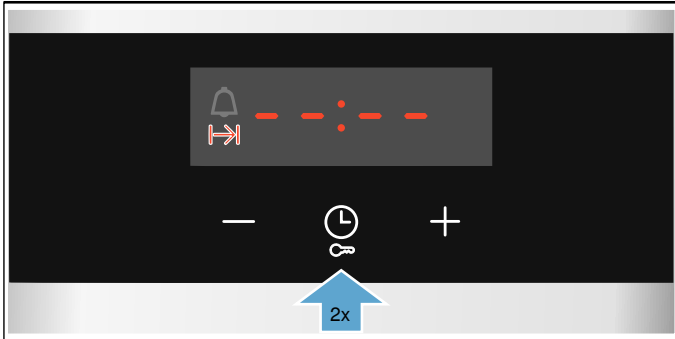 – –:– –
2x